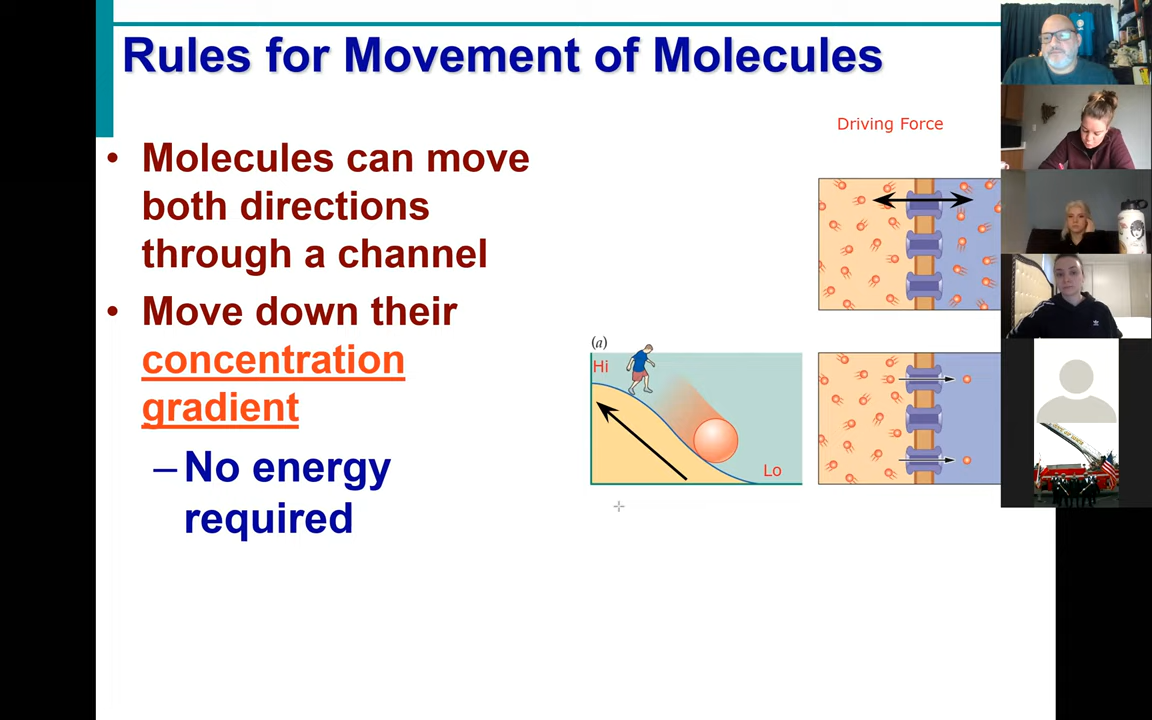 Rules for Movement of Molecules
Driving Force
• Molecules can move
both directions
through a channel
• Move down their
concentration
gradient
– No energy
required
(a)
Hi
Lo